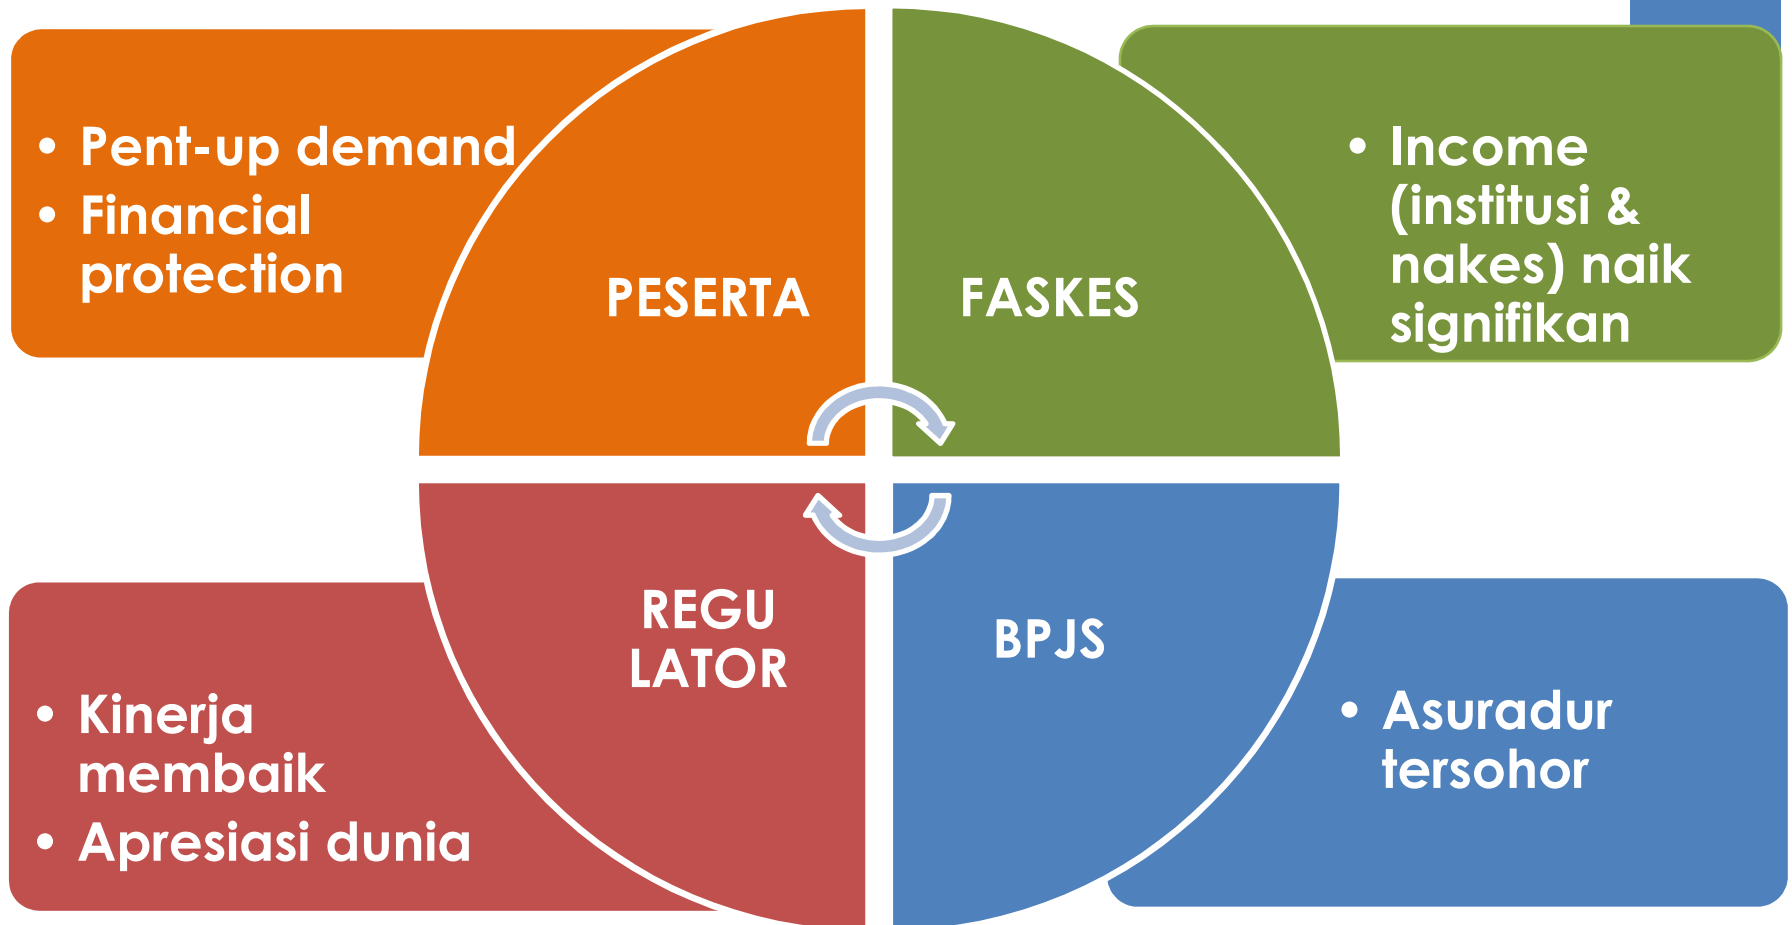 • Pent-up demand
• Financial
protection
PESERTA
FASKES
• Income
(institusi &
nakes) naik
signifikan
REGU
LATOR
BPJS
• Kinerja
membaik
• Apresiasi dunia
• Asuradur
tersohor